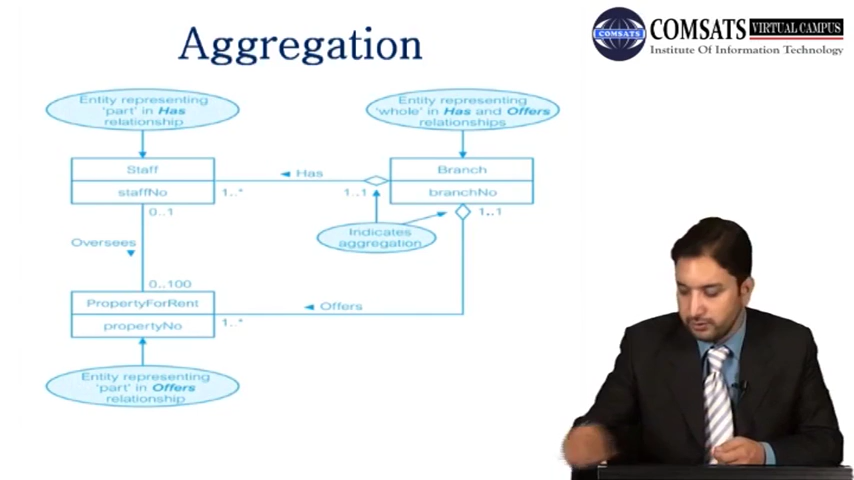 Aggregation
COMSATS
COMSATS VIRTUAL CAMPUS
Institute Of Information Technology
Entity representing
'part' in Has
relationship
Entity representing
'whole' in Has and Offers
relationships
Staff
staffNo
Has
1..*
1..1
Branch
branchNo
0..1
1..1
Indicates
aggregation
Oversees
0..100
PropertyForRent
propertyNo
Offers
1..*
Entity representing
'part' in Offers
relationship